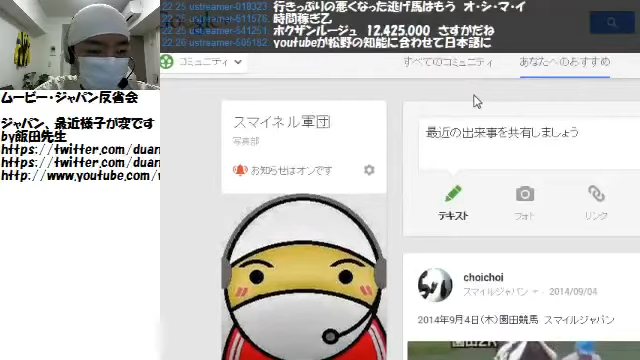 22:25 ustreamer-018323: 行きっぷりの悪くなった逃げ馬はもう オ・シ・マ・イ
22:25 ustreamer-511576: 時間稼ぎ乙
22:25 ustreamer-541251: ホクザンルージュ 12,425,000 さすがだね
22:26 ustreamer-505182: youtubeが松野の知能に合わせて日本語に
コミュニティ
すべてのコミュニティ
あなたへのおすすめ
ムービー・ジャパン反省会
ジャパン、最近様子が変です
by飯田先生
https://twitter.com/duan
https://twitter.com/duan
http://www.youtube.com/
スマイネル軍団
写真部
お知らせはオンです
最近の出来事を共有しましょう
テキスト
フォト
リンク
choichoi
スマイルジャパン - 2014/09/04
2014年9月4日(木)園田競馬 スマイルジャパン
園田2R